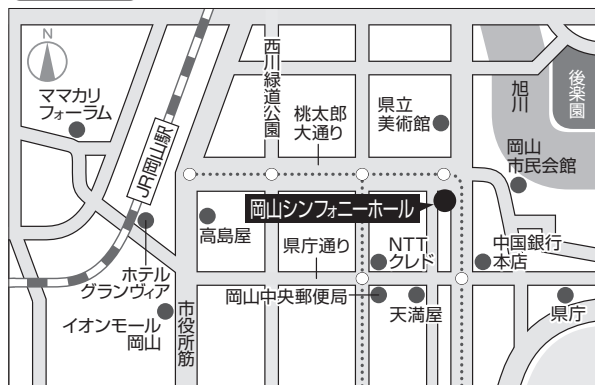 N
ママカリ
フォーラム
JR岡山駅
西川緑道公園
桃太郎
大通り
県立
美術館
旭川
後楽園
岡山
市民会館
岡山シンフォニーホール
高島屋
県庁通り
NTT
クレド
中国銀行
本店
ホテル
グランヴィア
岡山中央郵便局
天満屋
県庁
イオンモール
岡山
市役所筋